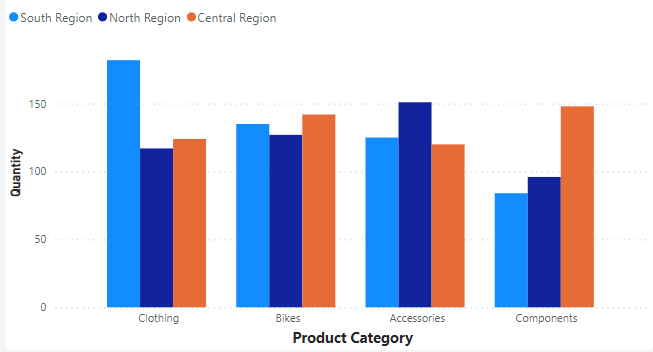 South Region North Region Central Region
150
100
50
0
Quantity
Clothing Bikes Accessories Components
Product Category